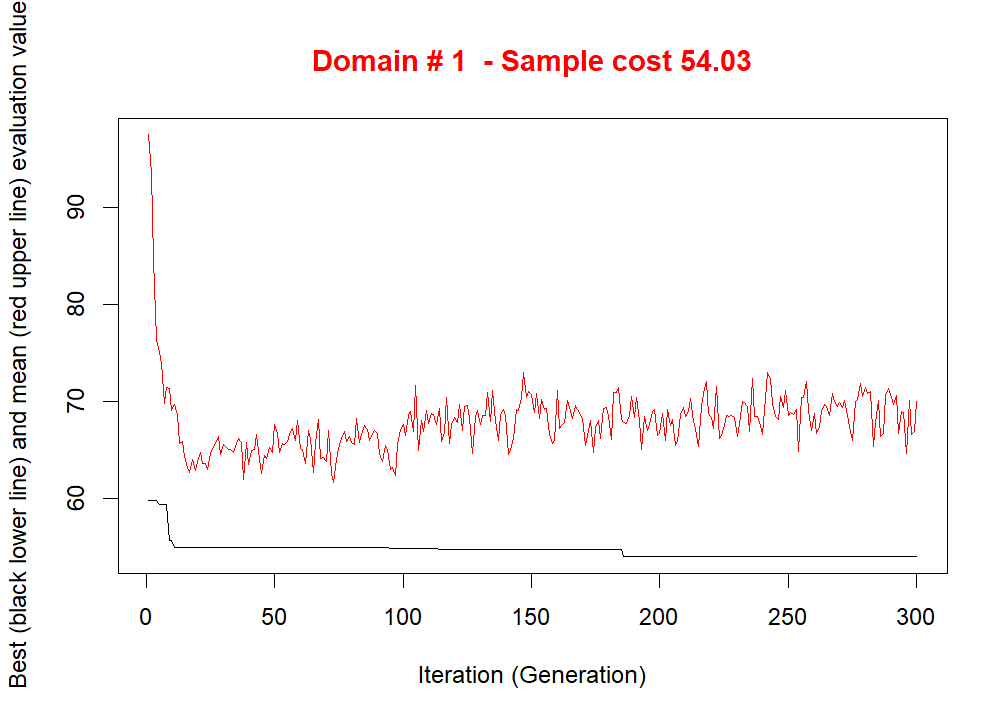 Domain # 1  - Sample cost 54.03
Best (black lower line) and mean (red upper line) evaluation value
90
80
70
60
0 50 100 150 200 250 300
Iteration (Generation)